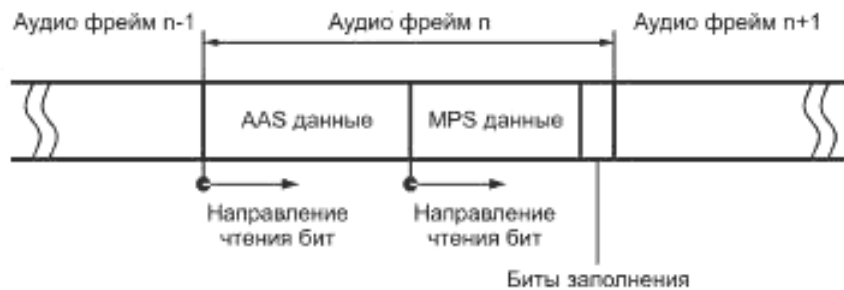 Аудио фрейм n-1
Аудио фрейм n
Аудио фрейм n+1
AAS данные
MPS данные
Направление
чтения бит
Направление
чтения бит
Биты заполнения